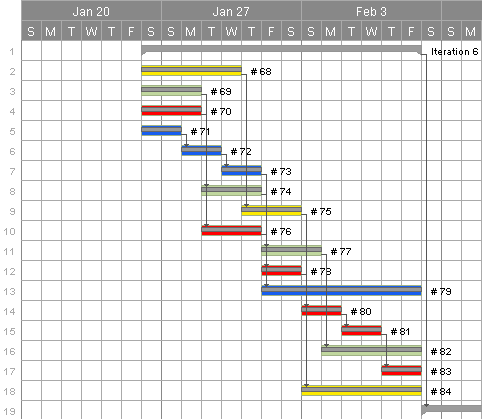 Jan 20 Jan 27 Feb 3
S M T W T F S S M T W T F S S M T W T F S S M
1 Iteration 6
2 # 68
3 # 69
4 # 70
5 # 71
6 # 72
7 # 73
8 # 74
9 # 75
10 # 76
11 # 77
12 # 78
13 # 79
14 # 80
15 # 81
16 # 82
17 # 83
18 # 84
19